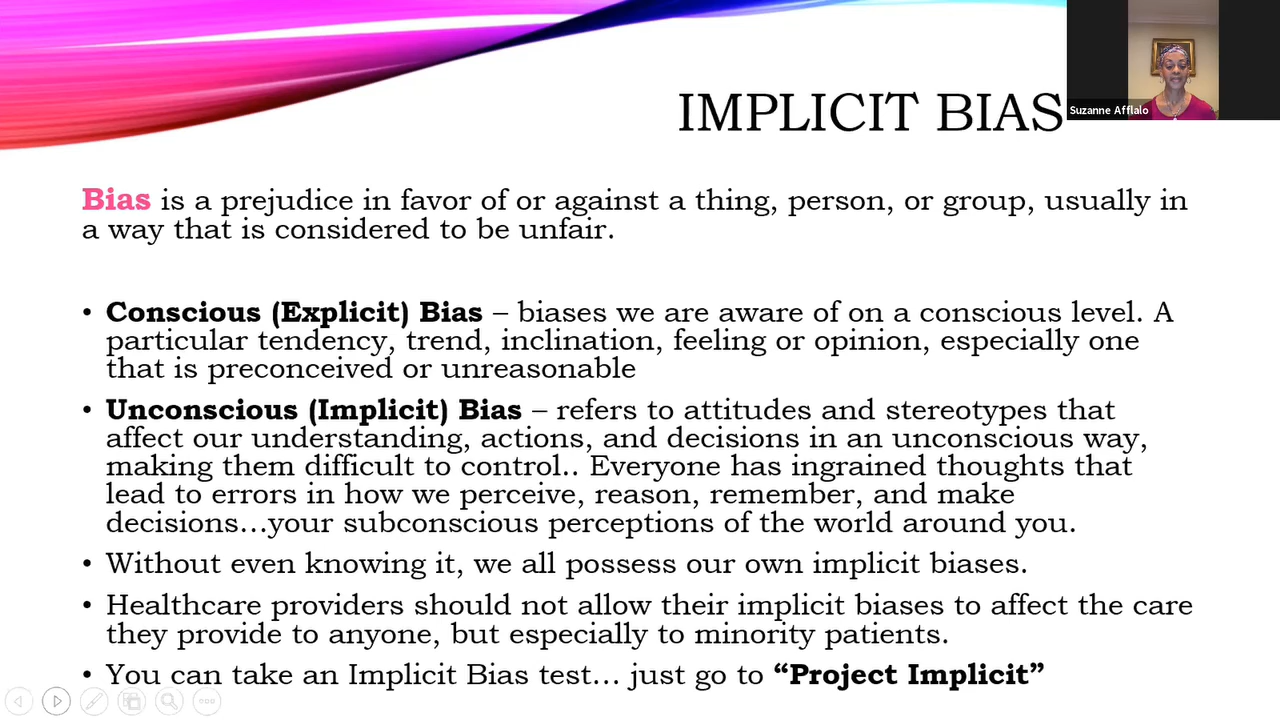 IMPLICIT BIAS
Suzanne Afflalo
Bias is a prejudice in favor of or against a thing, person, or group, usually in
a way that is considered to be unfair.
• Conscious (Explicit) Bias – biases we are aware of on a conscious level. A
particular tendency, trend, inclination, feeling or opinion, especially one
that is preconceived or unreasonable
• Unconscious (Implicit) Bias – refers to attitudes and stereotypes that
affect our understanding, actions, and decisions in an unconscious way,
making them difficult to control.. Everyone has ingrained thoughts that
lead to errors in how we perceive, reason, remember, and make
decisions…your subconscious perceptions of the world around you.
• Without even knowing it, we all possess our own implicit biases.
• Healthcare providers should not allow their implicit biases to affect the care
they provide to anyone, but especially to minority patients.
• You can take an Implicit Bias test… just go to “Project Implicit”